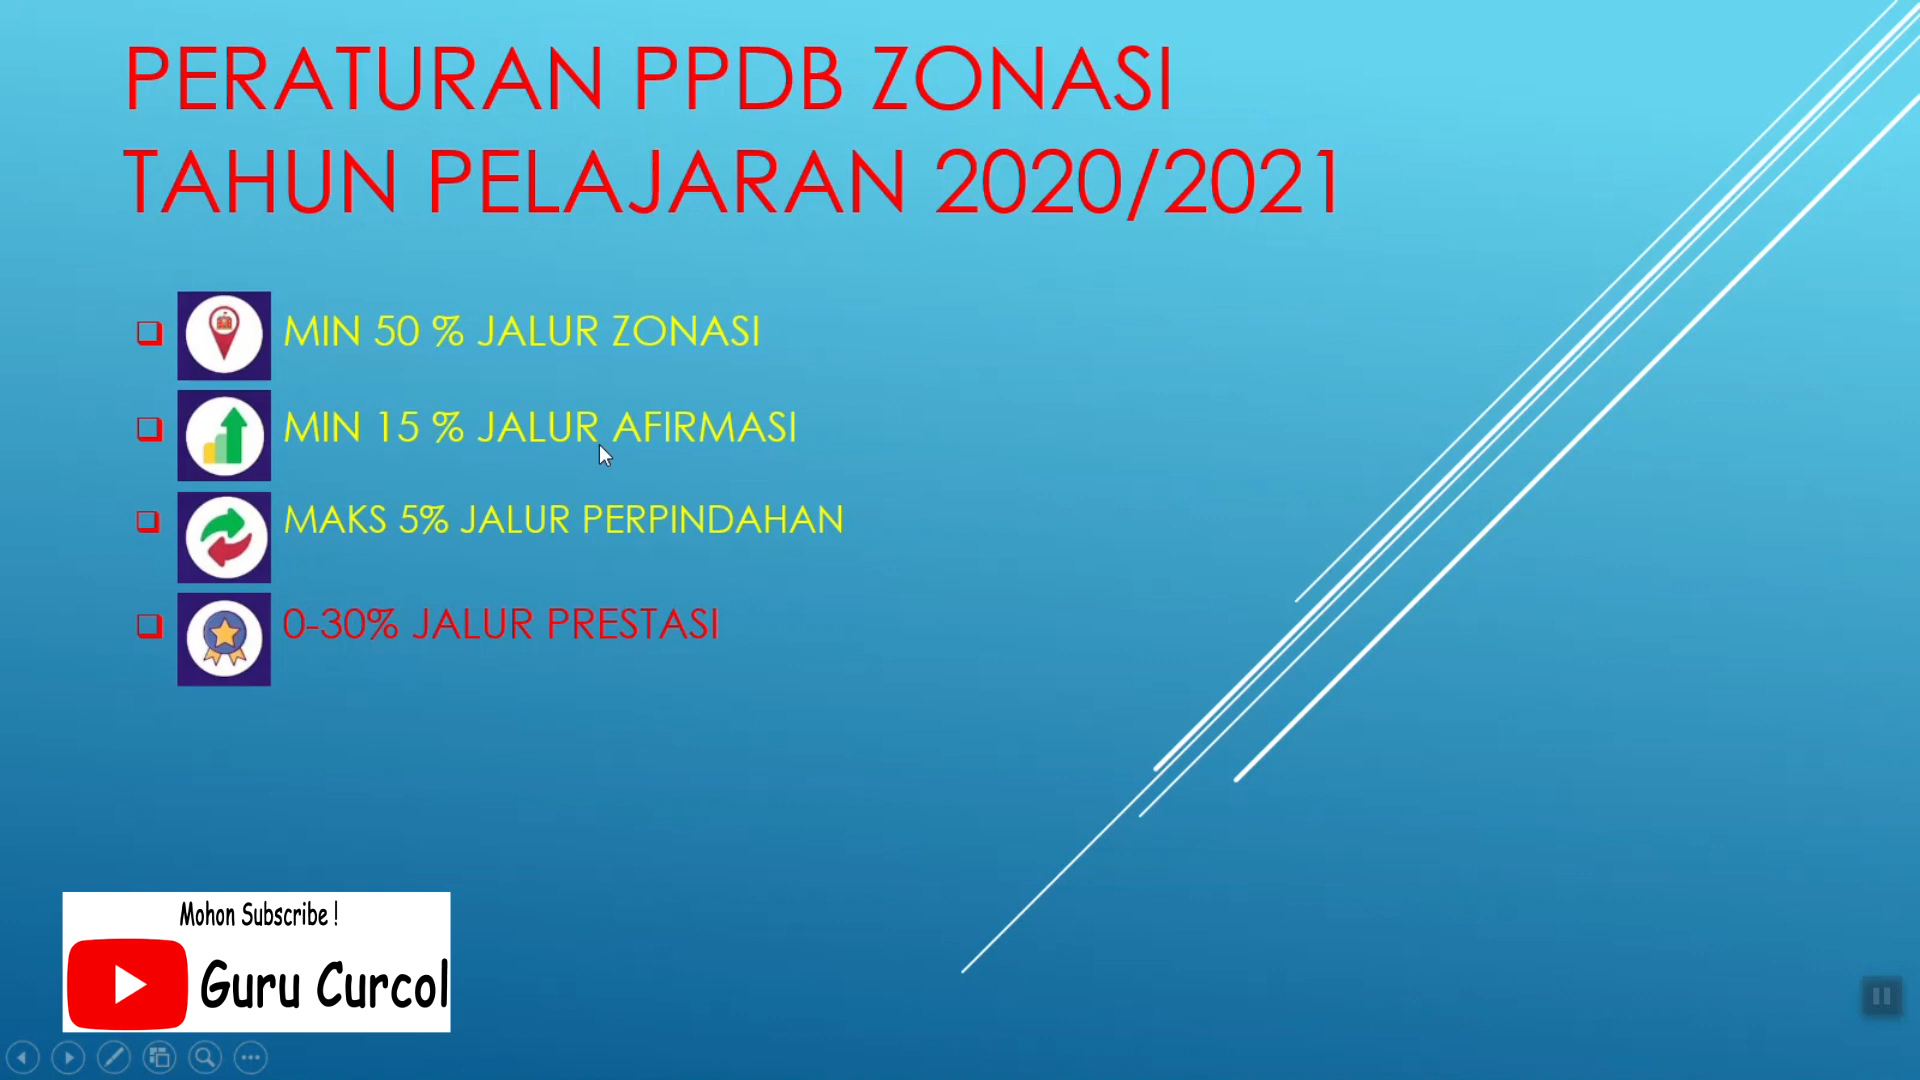 PERATURAN PPDB ZONASI
TAHUN PELAJARAN 2020/2021
MIN 50 % JALUR ZONASI
MIN 15 % JALUR AFIRMASI
MAKS 5% JALUR PERPINDAHAN
0-30% JALUR PRESTASI
Mohon Subscribe !
Guru Curcol